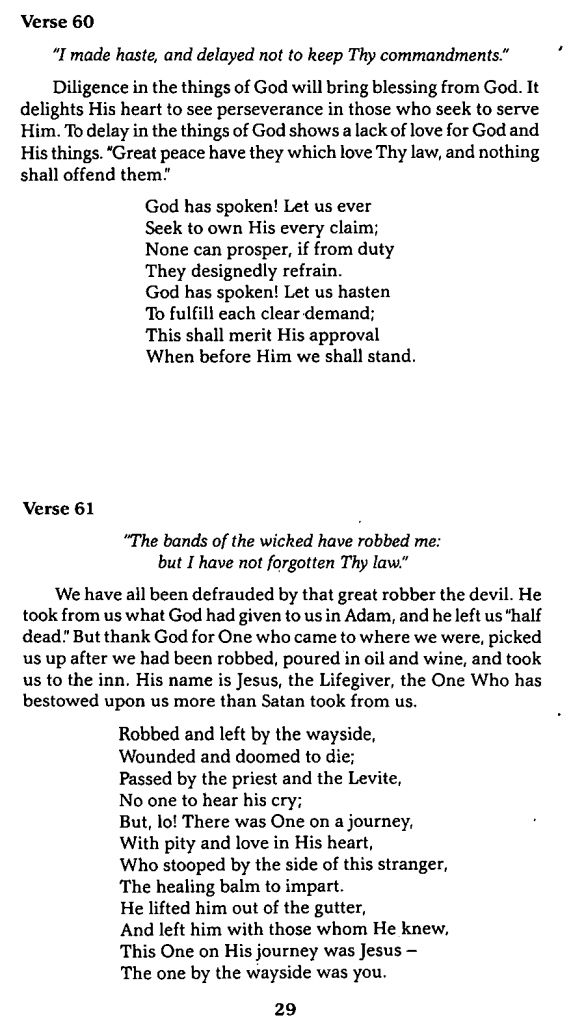 Verse 60
"I made haste, and delayed not to keep Thy commandments."
Diligence in the things of God will bring blessing from God. It
delights His heart to see perseverance in those who seek to serve
Him. To delay in the things of God shows a lack of love for God and
His things. "Great peace have they which love Thy law, and nothing
shall offend them."
God has spoken! Let us ever
Seek to own His every claim;
None can prosper, if from duty
They designedly refrain.
God has spoken! Let us hasten
To fulfill each clear demand;
This shall merit His approval
When before Him we shall stand.
Verse 61
"The bands of the wicked have robbed me:
but I have not forgotten Thy law."
We have all been defrauded by that great robber the devil. He
took from us what God had given to us in Adam, and he left us "half
dead." But thank God for One who came to where we were, picked
us up after we had been robbed, poured in oil and wine, and took
us to the inn. His name is Jesus, the Lifegiver, the One Who has
bestowed upon us more than Satan took from us.
Robbed and left by the wayside,
Wounded and doomed to die;
Passed by the priest and the Levite,
No one to hear his cry;
But, lo! There was One on a journey,
With pity and love in His heart,
Who stooped by the side of this stranger,
The healing balm to impart.
He lifted him out of the gutter,
And left him with those whom He knew,
This One on His journey was Jesus –
The one by the wayside was you.
29